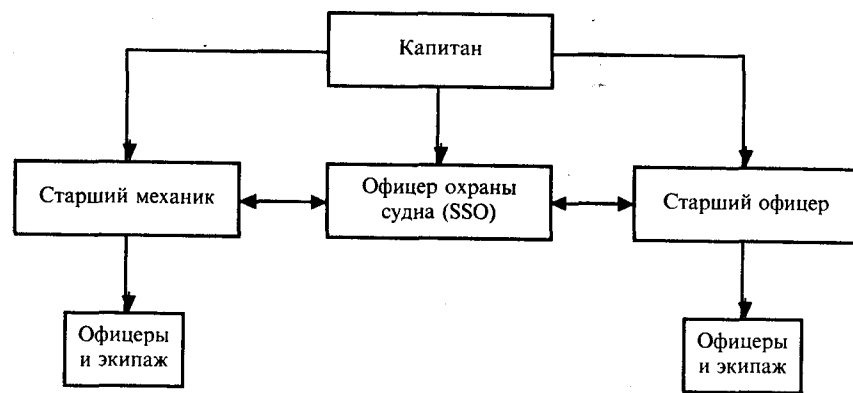 Капитан
Старший механик
Офицер охраны
судна (SSO)
Старший офицер
Офицеры
и экипаж
Офицеры
и экипаж